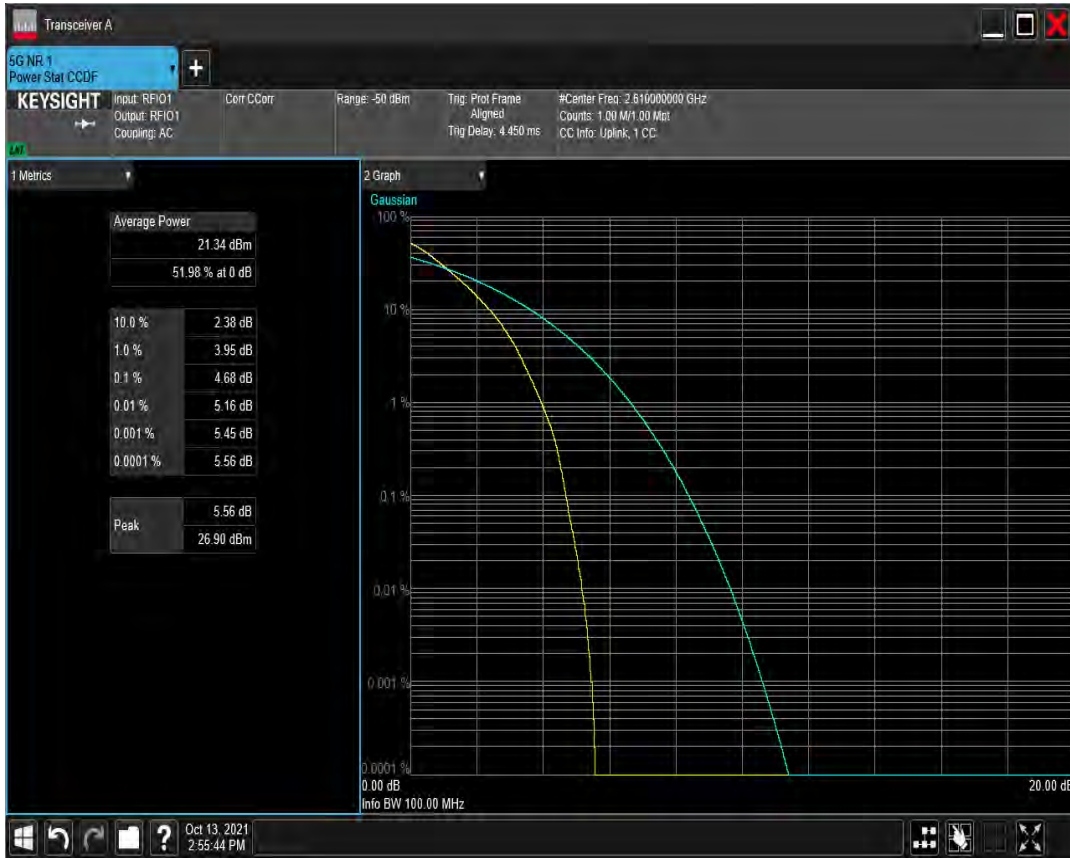 Transceiver A
5G NR 1
Power Stat CCDF
+
KEYSIGHT
Input: RFIO1
Output: RFIO1
Coupling: AC
Corr CCorr
Range: -50 dBm
Trig: Prot Frame
Aligned
Trig Delay: 4.450 ms
#Center Freq: 2.610000000 GHz
Counts: 1.00 M/1.00 Mpt
CC Info: Uplink, 1 CC
1 Metrics
Average Power
21.34 dBm
51.98 % at 0 dB
10.0 % 2.38 dB
1.0 % 3.95 dB
0.1 % 4.68 dB
0.01 % 5.16 dB
0.001 % 5.45 dB
0.0001 % 5.56 dB
Peak
5.56 dB
26.90 dBm
2 Graph
Gaussian
100 %
10 %
1 %
0.1 %
0.01 %
0.001 %
0.0001 %
0.00 dB
20.00 dB
Info BW 100.00 MHz
?
Oct 13, 2021
2:55:44 PM